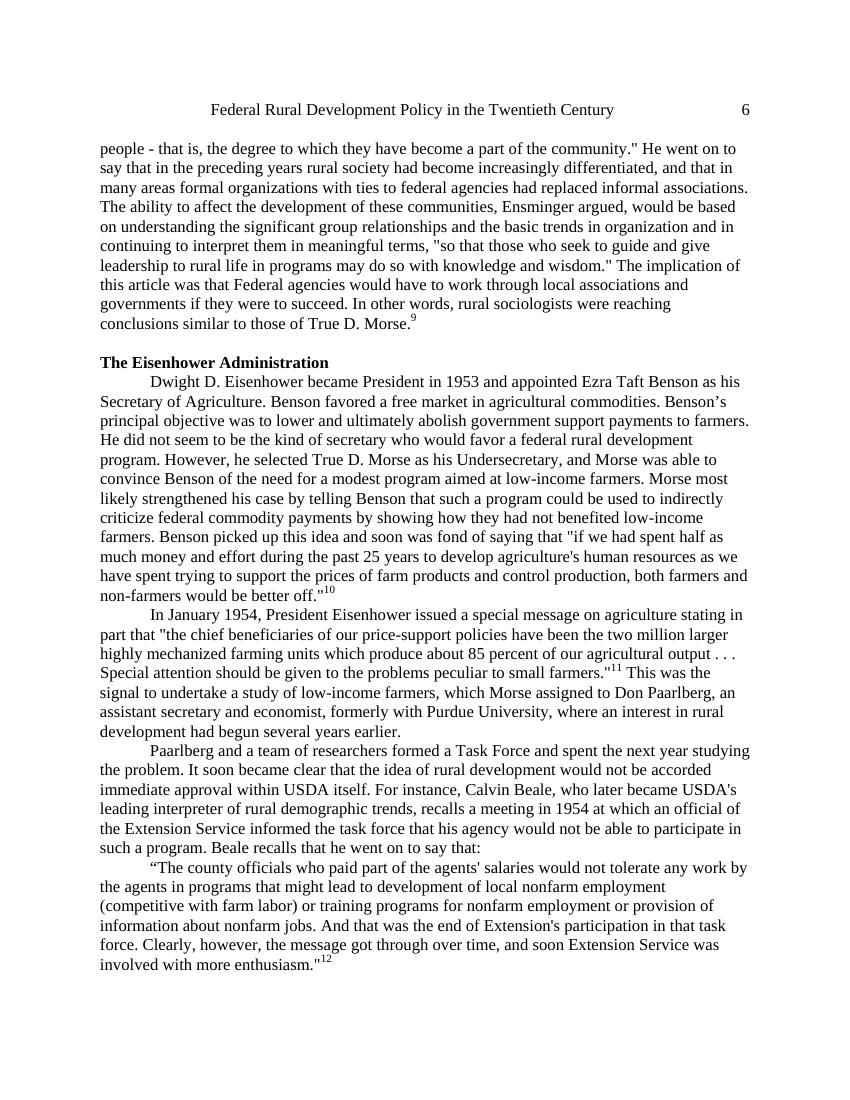 Federal Rural Development Policy in the Twentieth Century 6
people - that is, the degree to which they have become a part of the community." He went on to
say that in the preceding years rural society had become increasingly differentiated, and that in
many areas formal organizations with ties to federal agencies had replaced informal associations.
The ability to affect the development of these communities, Ensminger argued, would be based
on understanding the significant group relationships and the basic trends in organization and in
continuing to interpret them in meaningful terms, "so that those who seek to guide and give
leadership to rural life in programs may do so with knowledge and wisdom." The implication of
this article was that Federal agencies would have to work through local associations and
governments if they were to succeed. In other words, rural sociologists were reaching
conclusions similar to those of True D. Morse.9
The Eisenhower Administration
Dwight D. Eisenhower became President in 1953 and appointed Ezra Taft Benson as his
Secretary of Agriculture. Benson favored a free market in agricultural commodities. Benson’s
principal objective was to lower and ultimately abolish government support payments to farmers.
He did not seem to be the kind of secretary who would favor a federal rural development
program. However, he selected True D. Morse as his Undersecretary, and Morse was able to
convince Benson of the need for a modest program aimed at low-income farmers. Morse most
likely strengthened his case by telling Benson that such a program could be used to indirectly
criticize federal commodity payments by showing how they had not benefited low-income
farmers. Benson picked up this idea and soon was fond of saying that "if we had spent half as
much money and effort during the past 25 years to develop agriculture's human resources as we
have spent trying to support the prices of farm products and control production, both farmers and
non-farmers would be better off."10
In January 1954, President Eisenhower issued a special message on agriculture stating in
part that "the chief beneficiaries of our price-support policies have been the two million larger
highly mechanized farming units which produce about 85 percent of our agricultural output . . .
Special attention should be given to the problems peculiar to small farmers."11 This was the
signal to undertake a study of low-income farmers, which Morse assigned to Don Paarlberg, an
assistant secretary and economist, formerly with Purdue University, where an interest in rural
development had begun several years earlier.
Paarlberg and a team of researchers formed a Task Force and spent the next year studying
the problem. It soon became clear that the idea of rural development would not be accorded
immediate approval within USDA itself. For instance, Calvin Beale, who later became USDA's
leading interpreter of rural demographic trends, recalls a meeting in 1954 at which an official of
the Extension Service informed the task force that his agency would not be able to participate in
such a program. Beale recalls that he went on to say that:
“The county officials who paid part of the agents' salaries would not tolerate any work by
the agents in programs that might lead to development of local nonfarm employment
(competitive with farm labor) or training programs for nonfarm employment or provision of
information about nonfarm jobs. And that was the end of Extension's participation in that task
force. Clearly, however, the message got through over time, and soon Extension Service was
involved with more enthusiasm."12